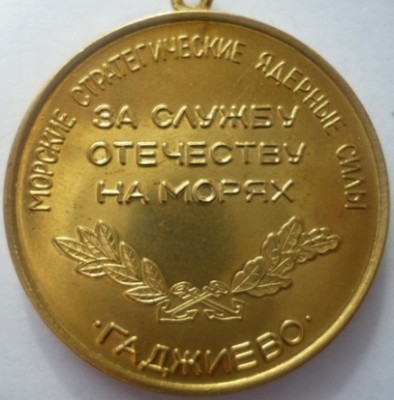 МОРСКИЕ СТРАТЕГИЧЕСКИЕ ЯДЕРНЫЕ СИЛЫ
ЗА СЛУЖБУ
ОТЕЧЕСТВУ
НА МОРЯХ
·ГАДЖИЕВО·